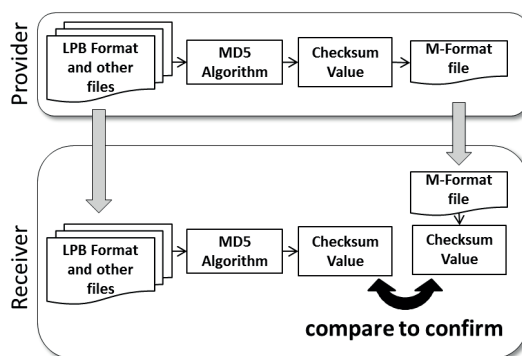 Provider
LPB Format
and other
files
MD5
Algorithm
Checksum
Value
M-Format
file
Receiver
M-Format
file
LPB Format
and other
files
MD5
Algorithm
Checksum
Value
Checksum
Value
compare to confirm